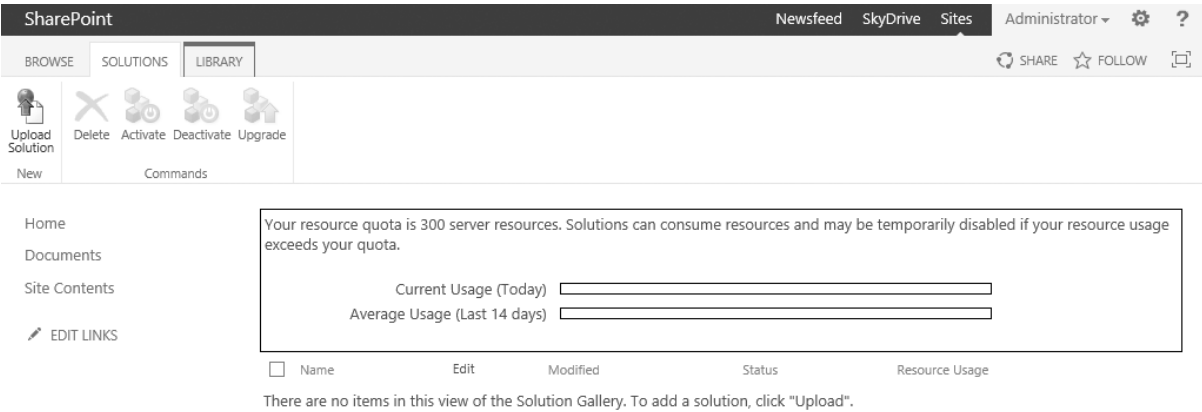 SharePoint Newsfeed SkyDrive Sites Administrator ?
BROWSE SOLUTIONS LIBRARY SHARE FOLLOW
Upload Solution Delete Activate Deactivate Upgrade
New Commands
Home
Documents
Site Contents
EDIT LINKS
Your resource quota is 300 server resources. Solutions can consume resources and may be temporarily disabled if your resource usage
exceeds your quota.
Current Usage (Today)
Average Usage (Last 14 days)
Name Edit Modified Status Resource Usage
There are no items in this view of the Solution Gallery. To add a solution, click "Upload".